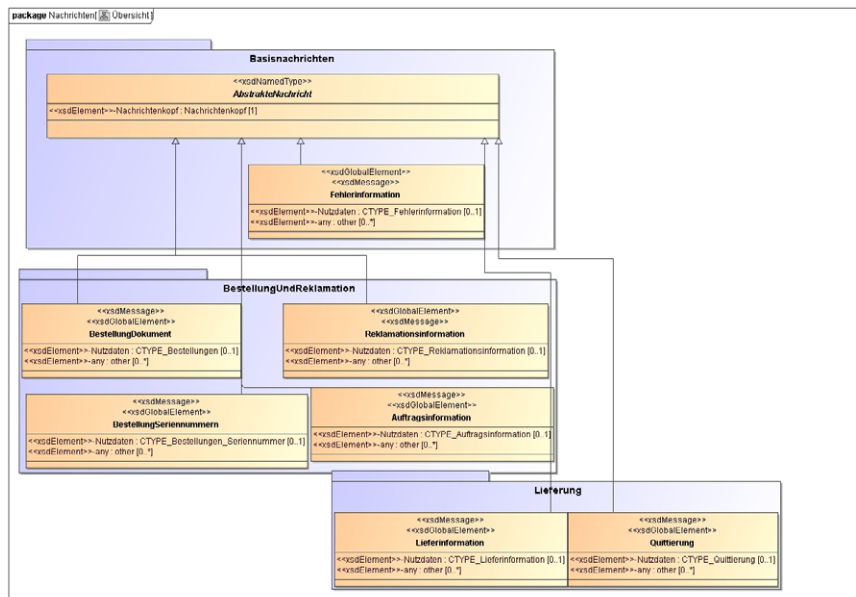 package Nachrichten[ Übersicht]
Basisnachrichten
<<xsdNamedType>>
AbstrakteNachricht
<<xsdElement>>-Nachrichtenkopf : Nachrichtenkopf [1]
<<xsdGlobalElement>>
<<xsdMessage>>
Fehlerinformation
<<xsdElement>>-Nutzdaten : CTYPE_Fehlerinformation [0..1]
<<xsdElement>>-any : other [0..*]
BestellungUndReklamation
<<xsdMessage>>
<<xsdGlobalElement>>
BestellungDokument
<<xsdElement>>-Nutzdaten : CTYPE_Bestellungen [0..1]
<<xsdElement>>-any : other [0..*]
<<xsdGlobalElement>>
<<xsdMessage>>
Reklamationsinformation
<<xsdElement>>-Nutzdaten : CTYPE_Reklamationsinformation [0..1]
<<xsdElement>>-any : other [0..*]
<<xsdMessage>>
<<xsdGlobalElement>>
BestellungSeriennummern
<<xsdElement>>-Nutzdaten : CTYPE_Bestellungen_Seriennummer [0..1]
<<xsdElement>>-any : other [0..*]
<<xsdMessage>>
<<xsdGlobalElement>>
Auftragsinformation
<<xsdElement>>-Nutzdaten : CTYPE_Auftragsinformation [0..1]
<<xsdElement>>-any : other [0..*]
Lieferung
<<xsdMessage>>
<<xsdGlobalElement>>
Lieferinformation
<<xsdElement>>-Nutzdaten : CTYPE_Lieferinformation [0..1]
<<xsdElement>>-any : other [0..*]
<<xsdMessage>>
<<xsdGlobalElement>>
Quittierung
<<xsdElement>>-Nutzdaten : CTYPE_Quittierung [0..1]
<<xsdElement>>-any : other [0..*]